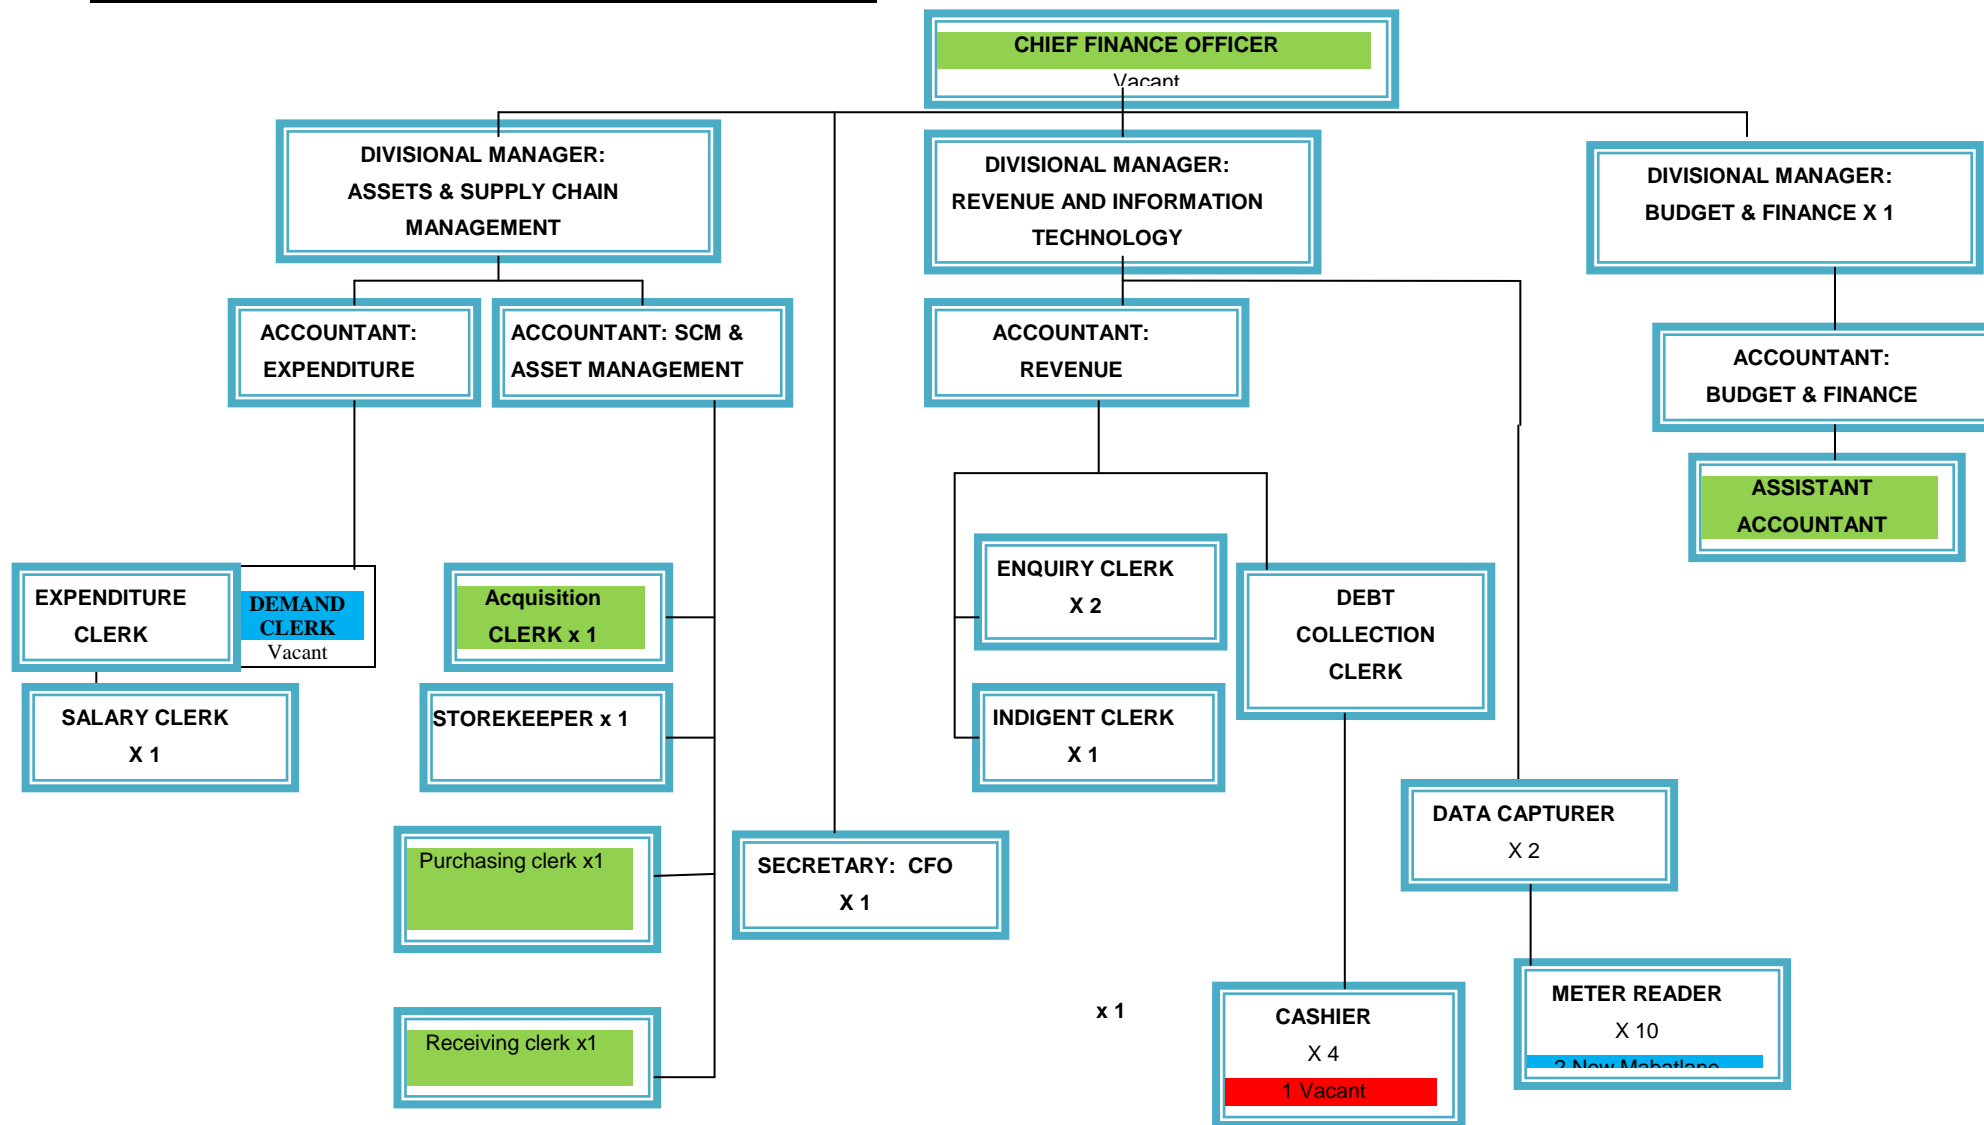 CHIEF FINANCE OFFICER
Vacant
DIVISIONAL MANAGER:
ASSETS & SUPPLY CHAIN
MANAGEMENT
DIVISIONAL MANAGER:
REVENUE AND INFORMATION
TECHNOLOGY
DIVISIONAL MANAGER:
BUDGET & FINANCE X 1
ACCOUNTANT:
EXPENDITURE
ACCOUNTANT: SCM &
ASSET MANAGEMENT
ACCOUNTANT:
REVENUE
ACCOUNTANT:
BUDGET & FINANCE
ASSISTANT
ACCOUNTANT
EXPENDITURE
CLERK
DEMAND
CLERK
Vacant
Acquisition
CLERK x 1
ENQUIRY CLERK
X 2
DEBT
COLLECTION
CLERK
SALARY CLERK
X 1
STOREKEEPER x 1
INDIGENT CLERK
X 1
DATA CAPTURER
X 2
Purchasing clerk x1
SECRETARY:  CFO
X 1
METER READER
X 10
2 New Mabatlane
x 1
CASHIER
X 4
1 Vacant
Receiving clerk x1